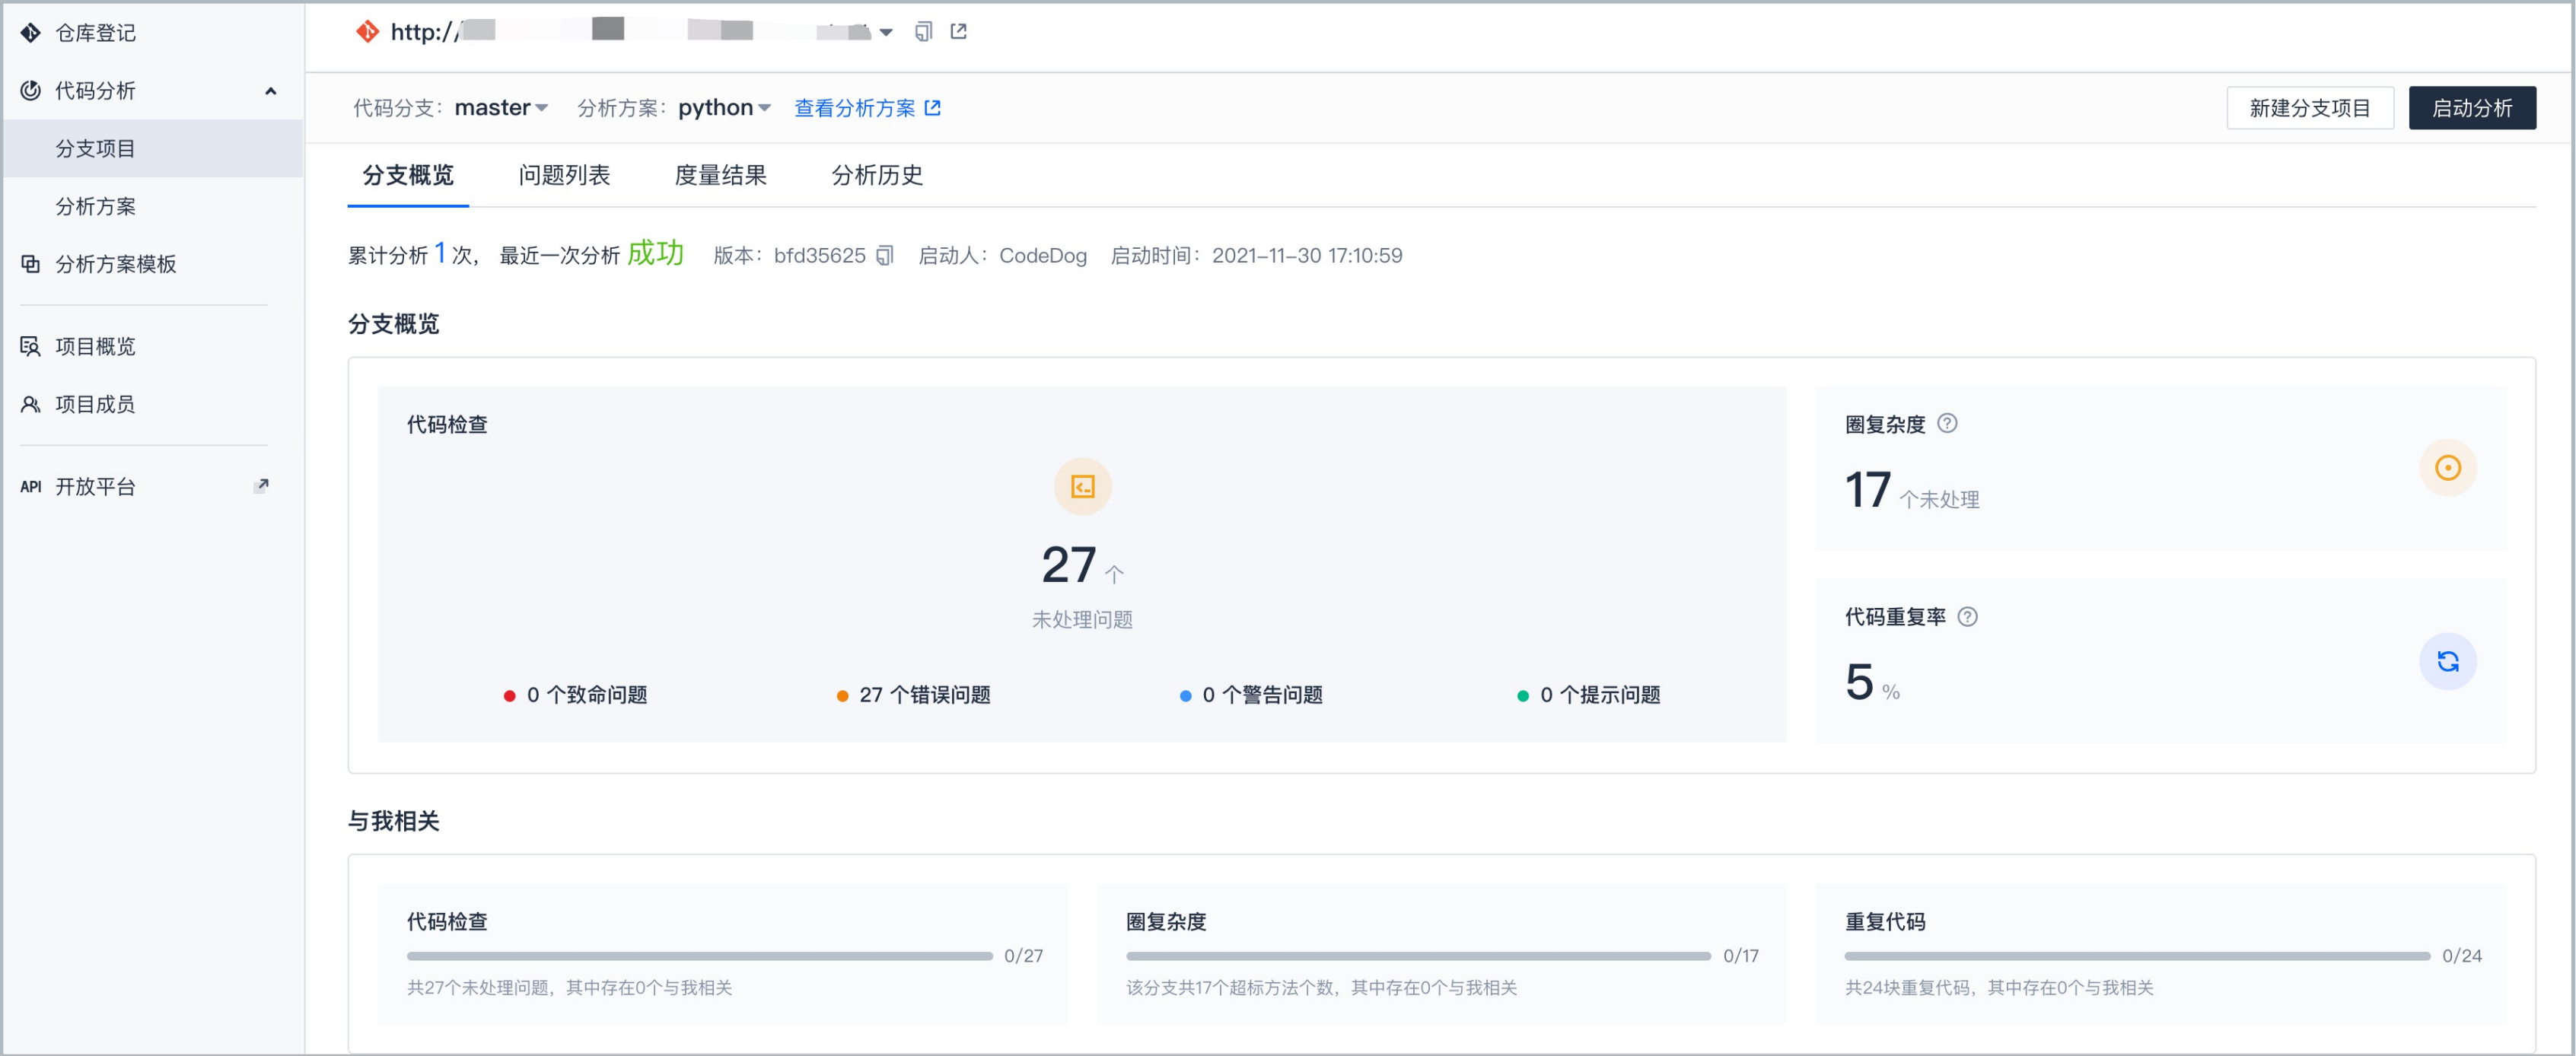 仓库登记
代码分析
分支项目
分析方案
分析方案模板
项目概览
项目成员
API 开放平台
http://
代码分支： master 分析方案： python 查看分析方案
新建分支项目
启动分析
分支概览 问题列表 度量结果 分析历史
累计分析 1 次， 最近一次分析 成功 版本： bfd35625 启动人： CodeDog 启动时间： 2021-11-30 17:10:59
分支概览
代码检查
27 个
未处理问题
0 个致命问题 27 个错误问题 0 个警告问题 0 个提示问题
圈复杂度
17 个未处理
代码重复率
5 %
与我相关
代码检查
0/27
共27个未处理问题，其中存在0个与我相关
圈复杂度
0/17
该分支共17个超标方法个数，其中存在0个与我相关
重复代码
0/24
共24块重复代码，其中存在0个与我相关